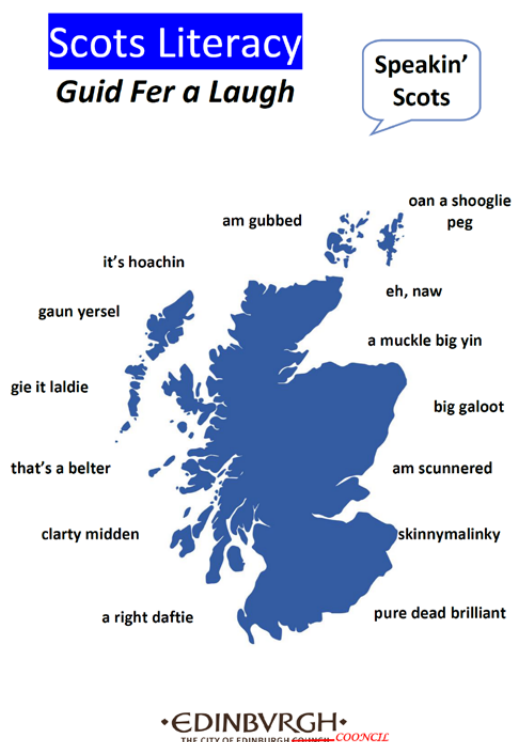 Scots Literacy
Guid Fer a Laugh
Speakin’
Scots
oan a shooglie
peg
am gubbed
it’s hoachin
eh, naw
gaun yersel
a muckle big yin
gie it laldie
big galoot
that’s a belter
am scunnered
clarty midden
skinnymalinky
a right daftie
pure dead brilliant
•EDINBVRGH•
THE CITY OF EDINBURGH COUNCIL COONCIL